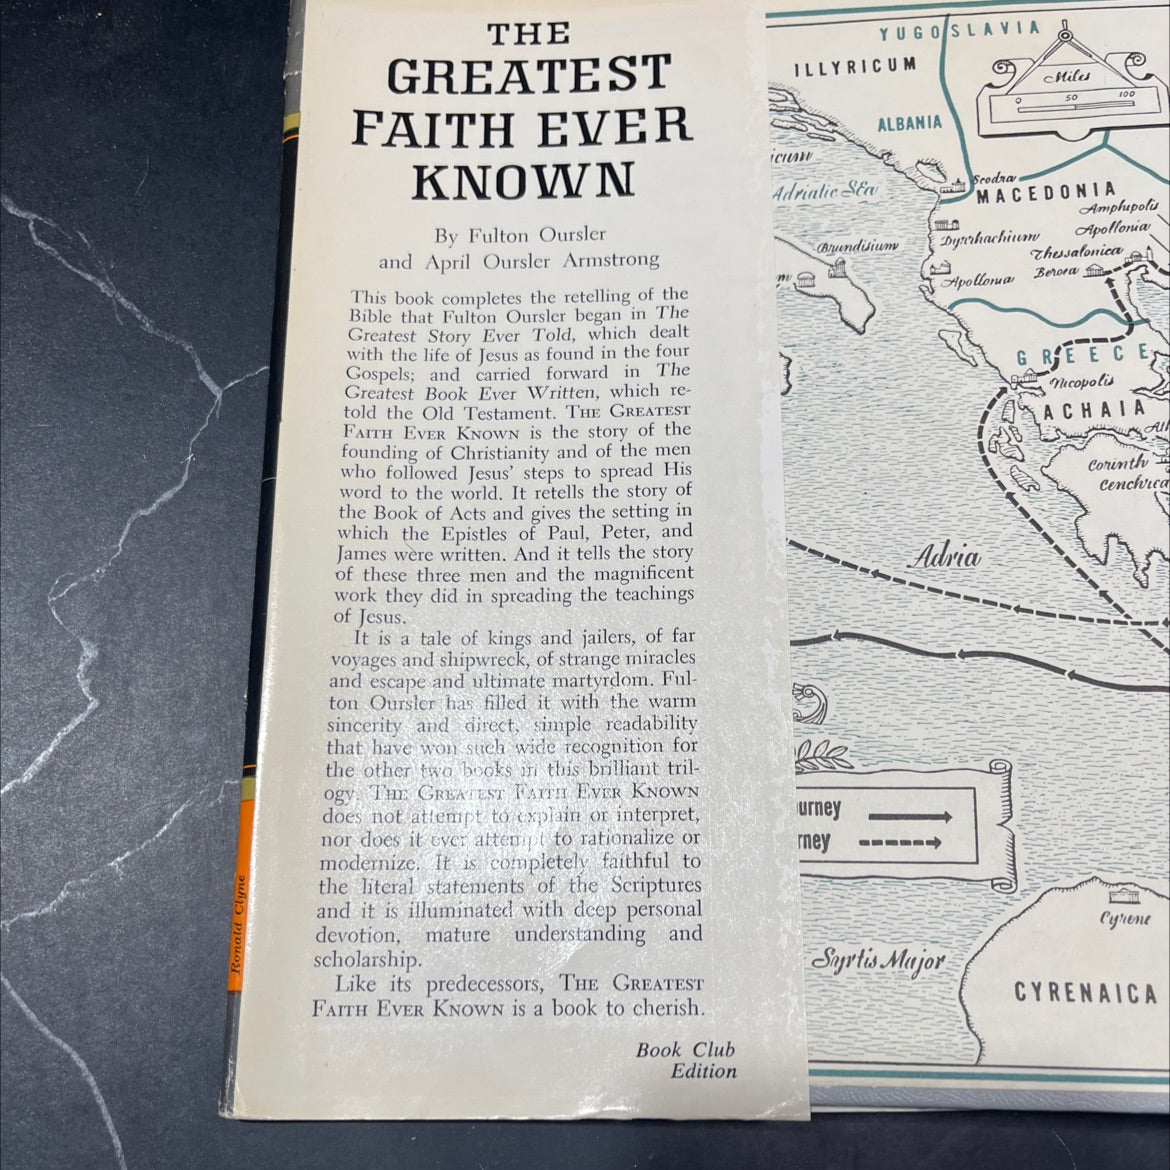 THE
GREATEST
FAITH EVER
KNOWN
By Fulton Oursler
and April Oursler Armstrong
This book completes the retelling of the
Bible that Fulton Oursler began in The
Greatest Story Ever Told, which dealt
with the life of Jesus as found in the four
Gospels; and carried forward in The
Greatest Book Ever Written, which re-
told the Old Testament. THE GREATEST
FAITH EVER KNOWN is the story of the
founding of Christianity and of the men
who followed Jesus' steps to spread His
word to the world. It retells the story of
the Book of Acts and gives the setting in
which the Epistles of Paul, Peter, and
James were written. And it tells the story
of these three men and the magnificent
work they did in spreading the teachings
of Jesus.
It is a tale of kings and jailers, of far
voyages and shipwreck, of strange miracles
and escape and ultimate martyrdom. Ful-
ton Oursler has filled it with the warm
sincerity and direct, simple readability
that have won such wide recognition for
the other two books in this brilliant tril-
ogy. THE GREATEST FAITH EVER KNOWN
does not attempt to explain or interpret,
nor does it ever attempt to rationalize or
modernize. It is completely faithful to
the literal statements of the Scriptures
and it is illuminated with deep personal
devotion, mature understanding and
scholarship.
Like its predecessors, THE GREATEST
FAITH EVER KNOWN is a book to cherish.
Book Club
Edition
Ronald Clyne
YUGOSLAVIA
ILLYRICUM
Miles
0 50 100
ALBANIA
icum
Adriatic SEa
Scodra
MACEDONIA
Amphipolis
Apollonia
Dyrrhachium
Thessalonica
Brundisium
Berora
m
Apollonia
GREECE
Nicopolis
ACHAIA
Corinth
Cenchrea
Adria
urney
rney
Cyrene
Syrtis Major
CYRENAICA